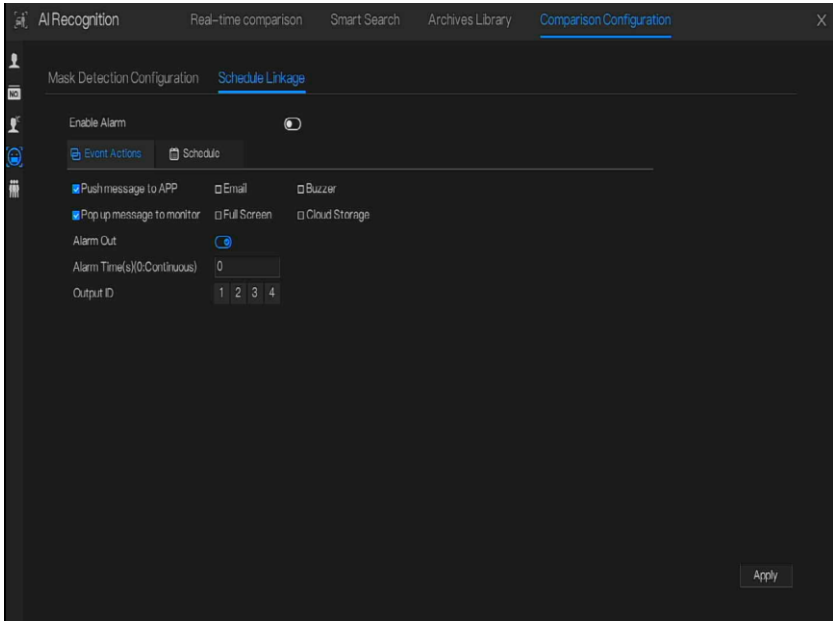 AI Recognition Real-time comparison Smart Search Archives Library Comparison Configuration X
Mask Detection Configuration Schedule Linkage
NO.
Enable Alarm
Event Actions Schedule
Push message to APP Email Buzzer
Pop up message to monitor Full Screen Cloud Storage
Alarm Out
Alarm Time(s)(0:Continuous) 0
Output ID 1 2 3 4
Apply